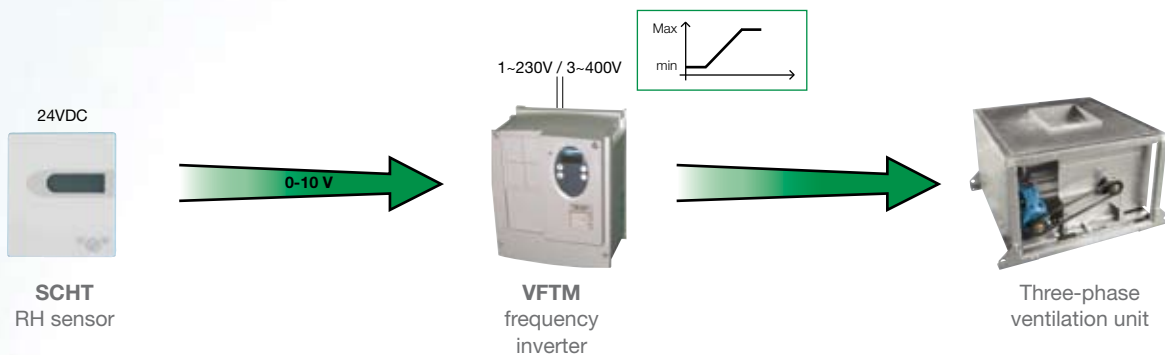 Max
min
1~230V / 3~400V
24VDC
0-10 V
SCHT
RH sensor
VFTM
frequency
inverter
Three-phase
ventilation unit